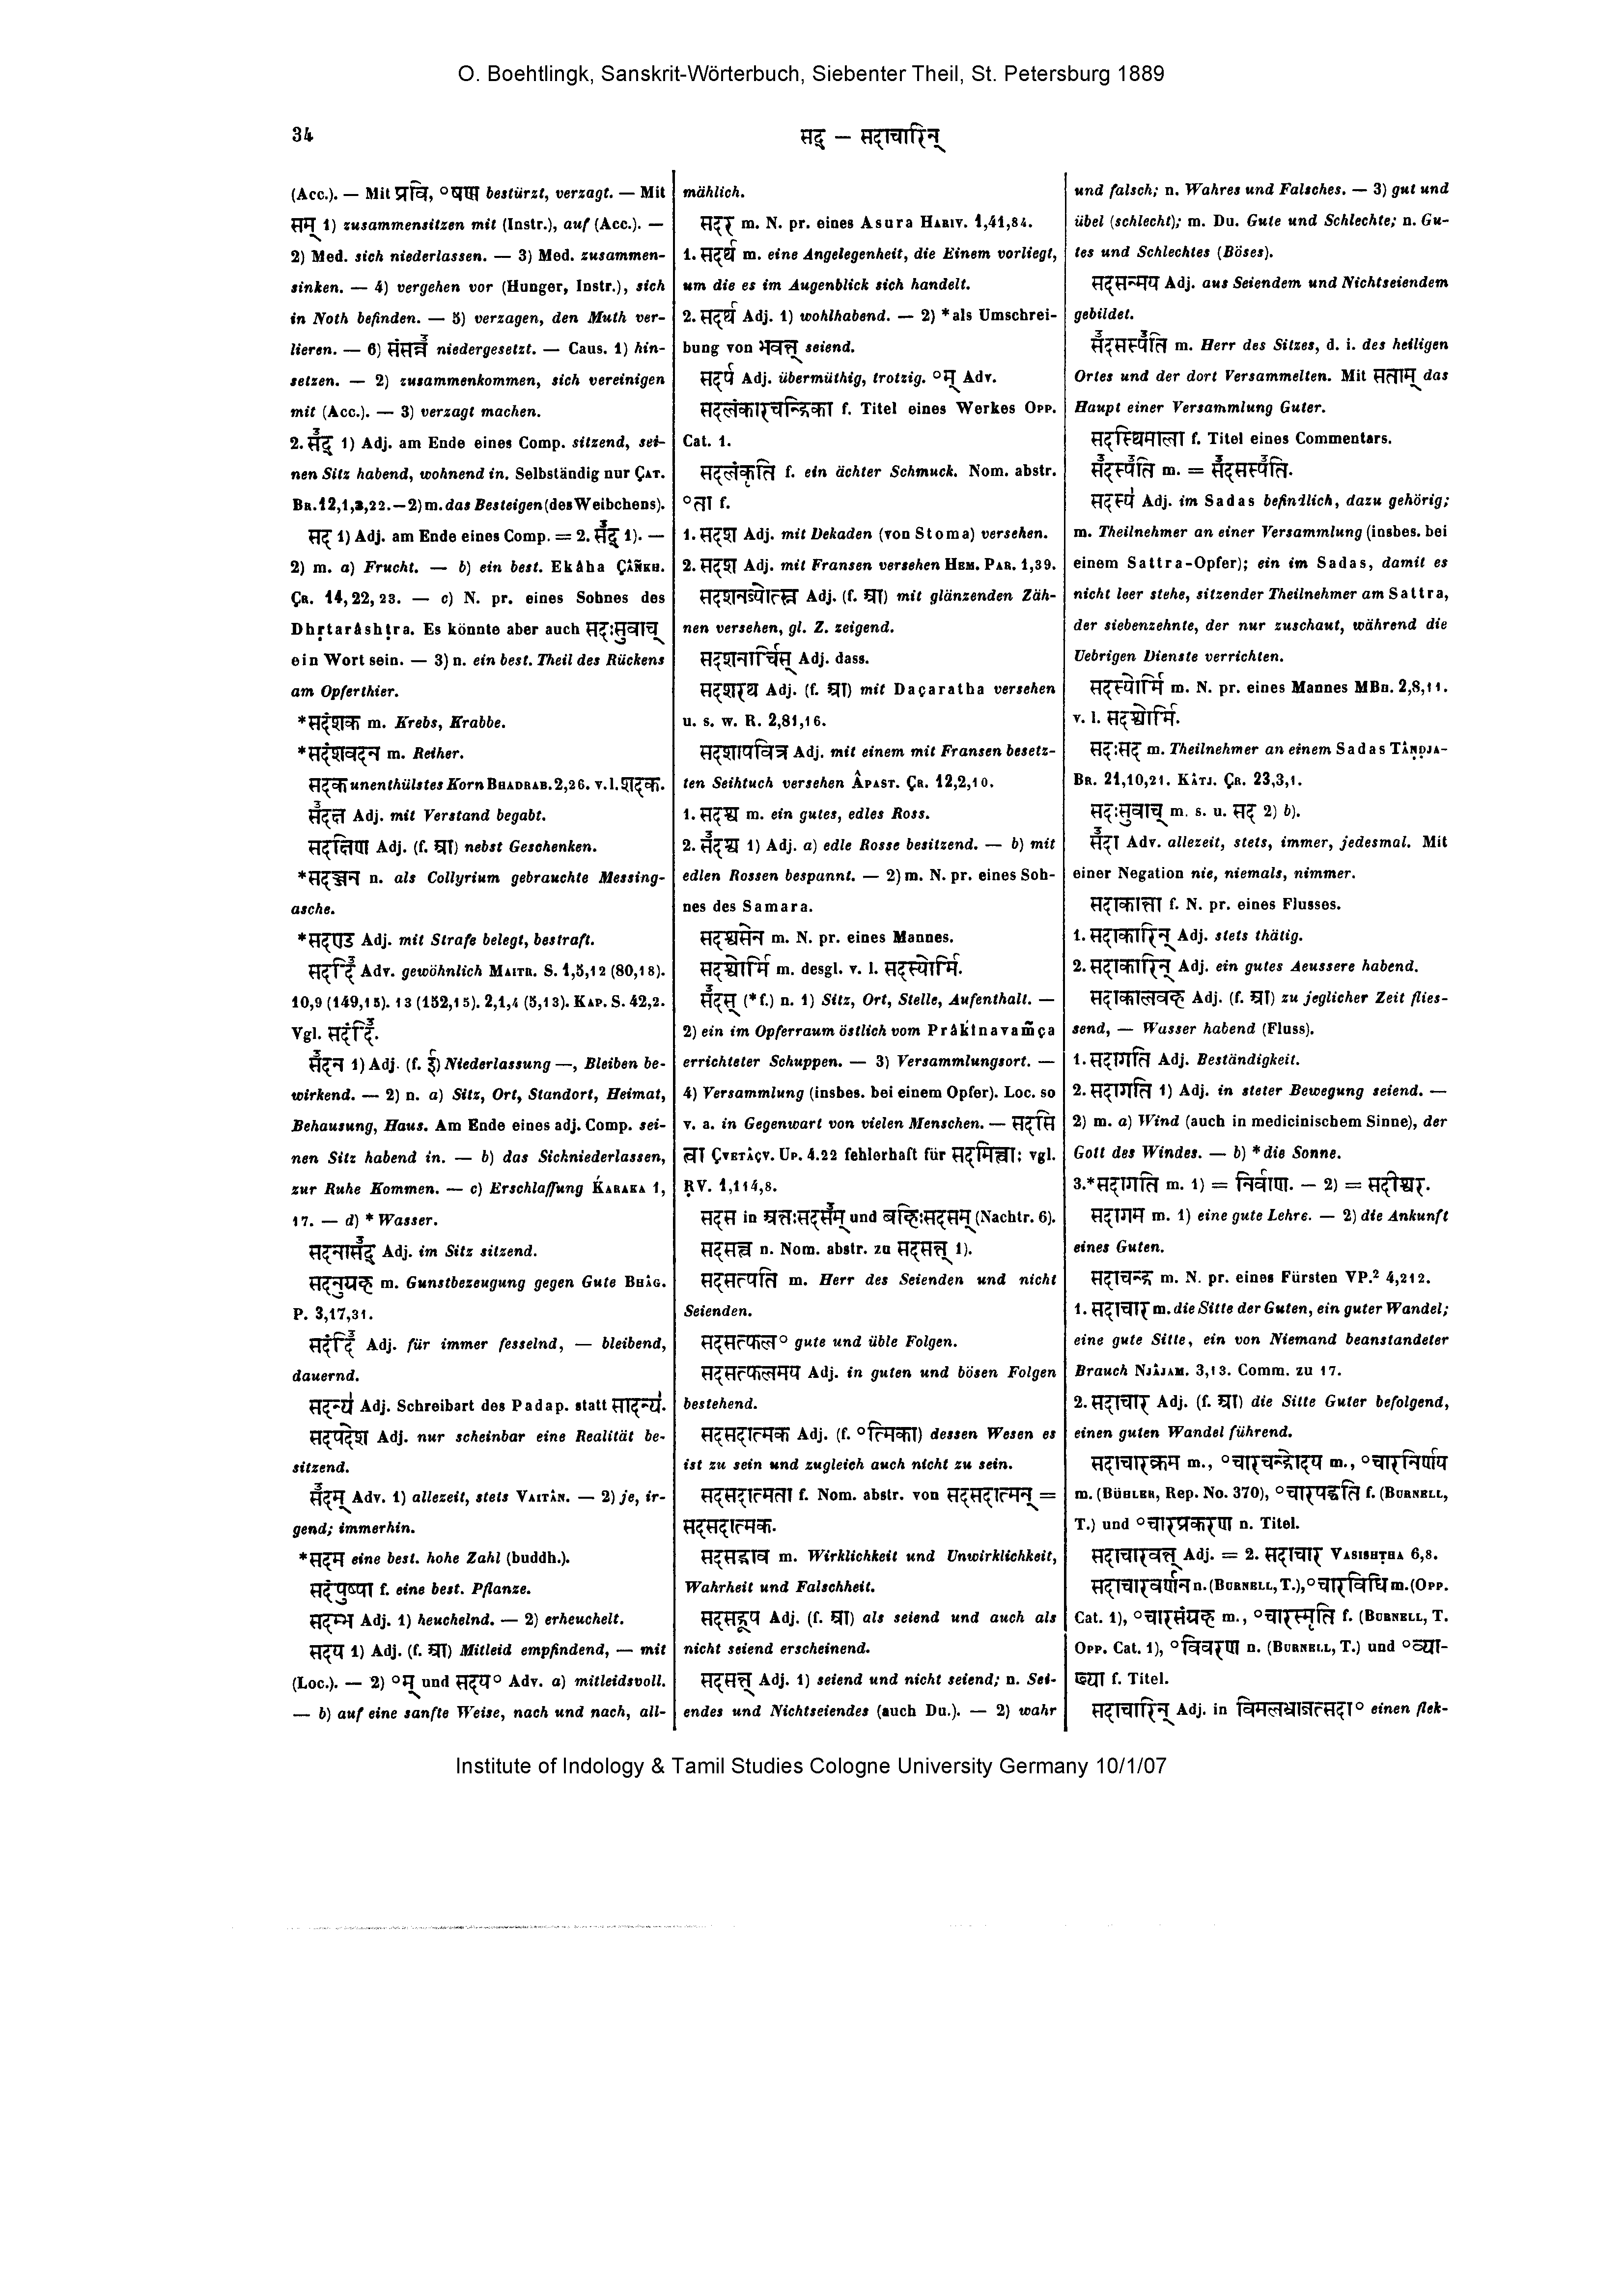 O. Boehtlingk, Sanskrit-Wörterbuch, Siebenter Theil, St. Petersburg 1889
34
सद् — सदाचारिन्
(Acc.). — Mit प्रवि, °षण bestürzt, verzagt. — Mit
सम् 1) zusammensitzen mit (Instr.), auf (Acc.). —
2) Med. sich niederlassen. — 3) Med. zusammen-
sinken. — 4) vergehen vor (Hunger, Instr.), sich
in Noth befinden. — 5) verzagen, den Muth ver-
lieren. — 6) संसन्न niedergesetzt. — Caus. 1) hin-
setzen. — 2) zusammenkommen, sich vereinigen
mit (Acc.). — 3) verzagt machen.
2. सद् 1) Adj. am Ende eines Comp. sitzend, sei-
nen Sitz habend, wohnend in. Selbständig nur ÇAT.
BR. 12,1,3,22. — 2) m. das Besteigen (des Weibchens).
सद 1) Adj. am Ende eines Comp. = 2. सद् 1). —
2) m. a) Frucht. — b) ein best. Ekâha ÇÂÑKH.
ÇR. 14,22,23. — c) N. pr. eines Sohnes des
Dhṛtarâshṭra. Es könnte aber auch सदःसुवाच्
ein Wort sein. — 3) n. ein best. Theil des Rückens
am Opferthier.
*सदंशक m. Krebs, Krabbe.
*सदंशवदन m. Reiher.
सदक unenthülstes Korn BHADRAB. 2,26. v. l. शदक.
सदक्ष Adj. mit Verstand begabt.
सदक्षिण Adj. (f. आ) nebst Geschenken.
*सदञ्जन n. als Collyrium gebrauchte Messing-
asche.
*सदण्ड Adj. mit Strafe belegt, bestraft.
सददि Adv. gewöhnlich MAITR. S. 1,5,12 (80,18).
10,9 (149,15). 13 (152,15). 2,1,4 (5,13). KAP. S. 42,2.
Vgl. सदंदि.
सदन 1) Adj. (f. ई) Niederlassung —, Bleiben be-
wirkend. — 2) n. a) Sitz, Ort, Standort, Heimat,
Behausung, Haus. Am Ende eines adj. Comp. sei-
nen Sitz habend in. — b) das Sichniederlassen,
zur Ruhe Kommen. — c) Erschlaffung ḰARAKA 1,
17. — d) *Wasser.
सदनासद् Adj. im Sitz sitzend.
सदनुग्रह m. Gunstbezeugung gegen Gute BHÂG.
P. 3,17,31.
सदंदि Adj. für immer fesselnd, — bleibend,
dauernd.
सदन्य Adj. Schreibart des Padap. statt सादन्य.
सदपदेश Adj. nur scheinbar eine Realität be-
sitzend.
सदम् Adv. 1) allezeit, stets VAITÂN. — 2) je, ir-
gend; immerhin.
*सदम eine best. hohe Zahl (buddh.).
सदंपुष्पा f. eine best. Pflanze.
सदम्भ Adj. 1) heuchelnd. — 2) erheuchelt.
सदय 1) Adj. (f. आ) Mitleid empfindend, — mit
(Loc.). — 2) °म् und सदय° Adv. a) mitleidsvoll.
— b) auf eine sanfte Weise, nach und nach, all-
mählich.
सदर m. N. pr. eines Asura HARIV. 1,41,84.
1. सदर्थ m. eine Angelegenheit, die Einem vorliegt,
um die es im Augenblick sich handelt.
2. सदर्थ Adj. 1) wohlhabend. — 2) *als Umschrei-
bung von भवत् seiend.
सदर्प Adj. übermüthig, trotzig. °म् Adv.
सदलंकारचन्द्रिका f. Titel eines Werkes OPP.
Cat. 1.
सदलंकृति f. ein ächter Schmuck. Nom. abstr.
°ता f.
1. सदश Adj. mit Dekaden (von Stoma) versehen.
2. सदश Adj. mit Fransen versehen HEM. PAR. 1,39.
सदशनज्योत्स्न Adj. (f. आ) mit glänzenden Zäh-
nen versehen, gl. Z. zeigend.
सदशनार्चिस् Adj. dass.
सदशरथ Adj. (f. आ) mit Daçaratha versehen
u. s. w. R. 2,81,16.
सदशापवित्र Adj. mit einem mit Fransen besetz-
ten Seihtuch versehen ÂPAST. ÇR. 12,2,10.
1. सदश्व m. ein gutes, edles Ross.
2. सदश्व 1) Adj. a) edle Rosse besitzend. — b) mit
edlen Rossen bespannt. — 2) m. N. pr. eines Soh-
nes des Samara.
सदश्वसेन m. N. pr. eines Mannes.
सदश्वोर्मि m. desgl. v. l. सदस्योर्मि.
सदस् (*f.) n. 1) Sitz, Ort, Stelle, Aufenthalt. —
2) ein im Opferraum östlich vom Prâḱînavaṃça
errichteter Schuppen. — 3) Versammlungsort. —
4) Versammlung (insbes. bei einem Opfer). Loc. so
v. a. in Gegenwart von vielen Menschen. — सदसि
त्वा ÇVETÂÇV. UP. 4.22 fehlerhaft für सदमित्त्वा; vgl.
ṚV. 1,114,8.
सदस in अन्तःसदसम् und बहिःसदसम् (Nachtr. 6).
सदसत्त्व n. Nom. abstr. zu सदसत् 1).
सदसत्पति m. Herr des Seienden und nicht
Seienden.
सदसत्फल° gute und üble Folgen.
सदसत्फलमय Adj. in guten und bösen Folgen
bestehend.
सदसदात्मक Adj. (f. °त्मिका) dessen Wesen es
ist zu sein und zugleich auch nicht zu sein.
सदसदात्मता f. Nom. abstr. von सदसदात्मन् =
सदसदात्मक.
सदसद्भाव m. Wirklichkeit und Unwirklichkeit,
Wahrheit und Falschheit.
सदसद्रूप Adj. (f. आ) als seiend und auch als
nicht seiend erscheinend.
सदसत् Adj. 1) seiend und nicht seiend; n. Sei-
endes und Nichtseiendes (auch Du.). — 2) wahr
und falsch; n. Wahres und Falsches. — 3) gut und
übel (schlecht); m. Du. Gute und Schlechte; n. Gu-
tes und Schlechtes (Böses).
सदसन्मय Adj. aus Seiendem und Nichtseiendem
gebildet.
सदसस्पति m. Herr des Sitzes, d. i. des heiligen
Ortes und der dort Versammelten. Mit सताम् das
Haupt einer Versammlung Guter.
सदस्थिमाला f. Titel eines Commentars.
सदस्पति m. = सदसस्पति.
सदस्य Adj. im Sadas befindlich, dazu gehörig;
m. Theilnehmer an einer Versammlung (insbes. bei
einem Sattra-Opfer); ein im Sadas, damit es
nicht leer stehe, sitzender Theilnehmer am Sattra,
der siebenzehnte, der nur zuschaut, während die
Uebrigen Dienste verrichten.
सदस्योर्मि m. N. pr. eines Mannes MBH. 2,8,11.
v. l. सदश्वोर्मि.
सदःसद् m. Theilnehmer an einem Sadas TÂṆḌJA-
BR. 21,10,21. KÂTJ. ÇR. 23,3,1.
सदःसुवाच् m. s. u. सद 2) b).
सदा Adv. allezeit, stets, immer, jedesmal. Mit
einer Negation nie, niemals, nimmer.
सदाकान्ता f. N. pr. eines Flusses.
1. सदाकारिन् Adj. stets thätig.
2. सदाकारिन् Adj. ein gutes Aeussere habend.
सदाकालवह Adj. (f. आ) zu jeglicher Zeit flies-
send, — Wasser habend (Fluss).
1. सदागति Adj. Beständigkeit.
2. सदागति 1) Adj. in steter Bewegung seiend. —
2) m. a) Wind (auch in medicinischem Sinne), der
Gott des Windes. — b) *die Sonne.
3.*सदागति m. 1) = निर्वाण. — 2) = सदीश्वर.
सदागम m. 1) eine gute Lehre. — 2) die Ankunft
eines Guten.
सदाचन्द्र m. N. pr. eines Fürsten VP.² 4,212.
1. सदाचार m. die Sitte der Guten, ein guter Wandel;
eine gute Sitte, ein von Niemand beanstandeter
Brauch NJÂJAM. 3,13. Comm. zu 17.
2. सदाचार Adj. (f. आ) die Sitte Guter befolgend,
einen guten Wandel führend.
सदाचारक्रम m., °चारचन्द्रोदय m., °चारनिर्णय
m. (BÜHLER, Rep. No. 370), °चारपद्धति f. (BURNELL,
T.) und °चारप्रकरण n. Titel.
सदाचारवत् Adj. = 2. सदाचार VASISHṬHA 6,8.
सदाचारवर्णन n. (BURNELL, T.), °चारविधि m. (OPP.
Cat. 1), °चारसंग्रह m., °चारस्मृति f. (BURNELL, T.
OPP. Cat. 1), °विवरण n. (BURNELL, T.) und °व्या-
ख्या f. Titel.
सदाचारिन् Adj. in विमलभ्राजत्सदा° einen flek-
Institute of Indology & Tamil Studies Cologne University Germany 10/1/07